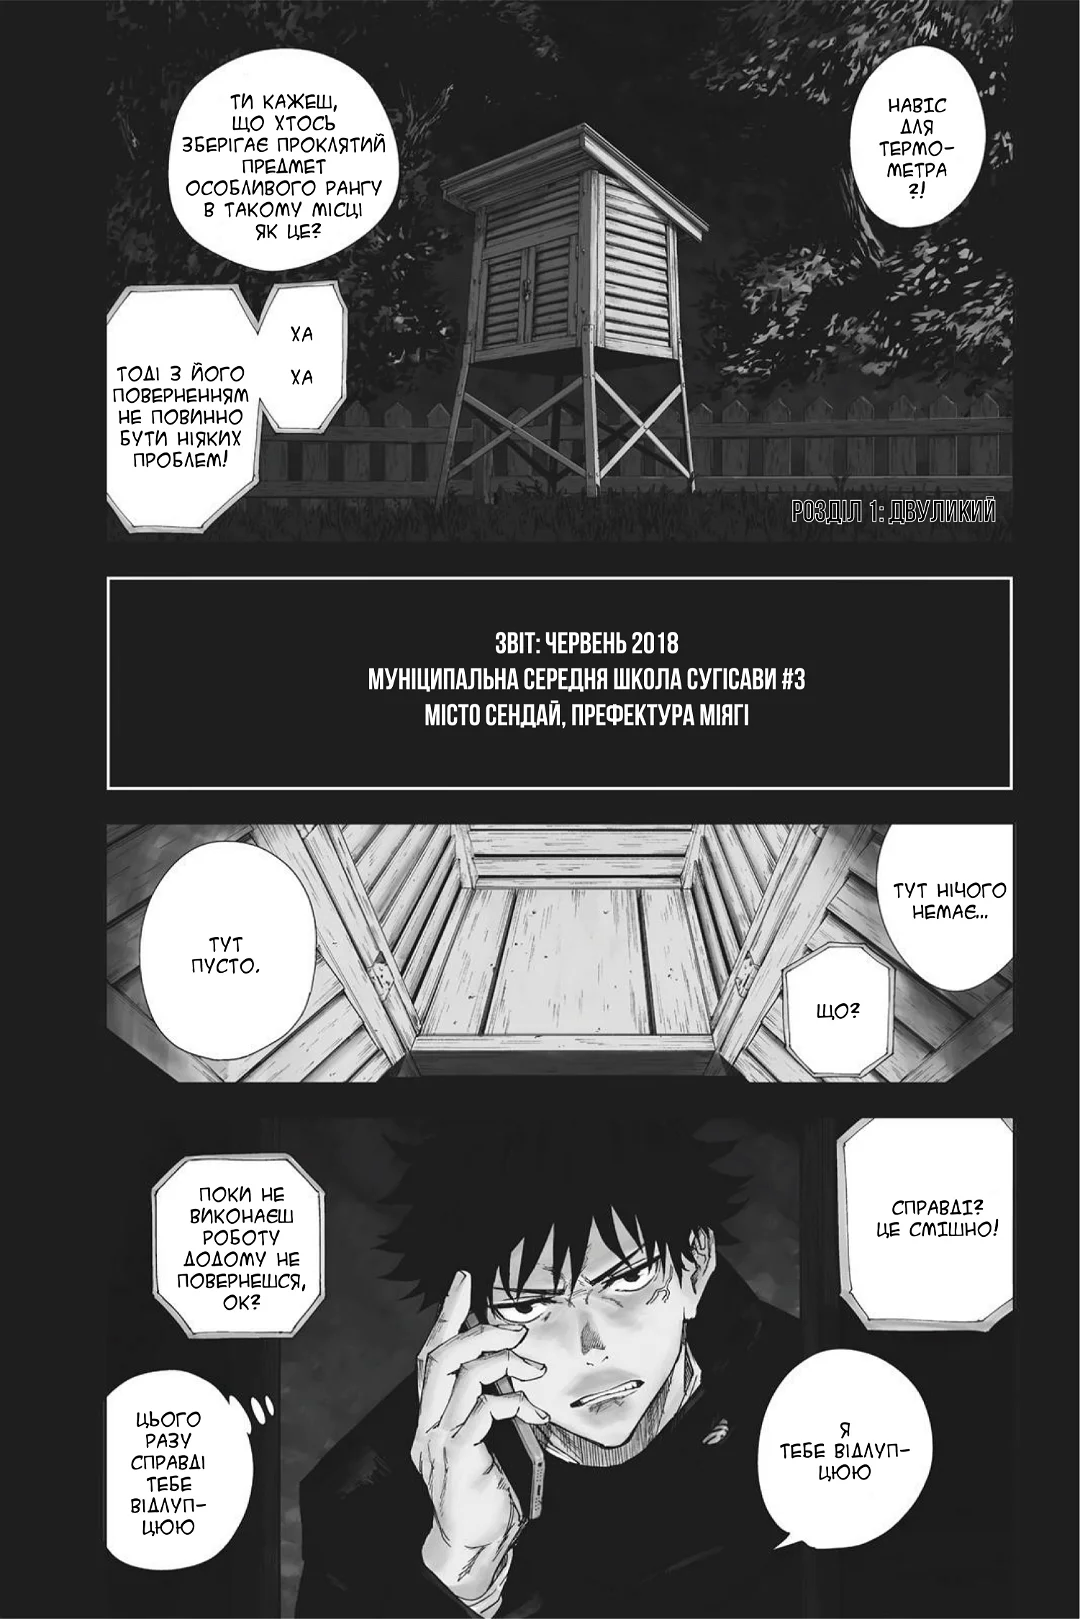 НАВІС
ДЛЯ
ТЕРМО-
МЕТРА
?!
ТИ КАЖЕШ,
ЩО ХТОСЬ
ЗБЕРІГАЄ ПРОКЛЯТИЙ
ПРЕДМЕТ
ОСОБЛИВОГО РАНГУ
В ТАКОМУ МІСЦІ
ЯК ЦЕ?
ХА
ХА
ТОДІ З ЙОГО
ПОВЕРНЕННЯМ
НЕ ПОВИННО
БУТИ НІЯКИХ
ПРОБЛЕМ!
РОЗДІЛ 1: ДВУЛИКИЙ
ЗВІТ: ЧЕРВЕНЬ 2018
МУНІЦИПАЛЬНА СЕРЕДНЯ ШКОЛА СУГІСАВИ #3
МІСТО СЕНДАЙ, ПРЕФЕКТУРА МІЯГІ
ТУТ НІЧОГО
НЕМАЄ...
ЩО?
ТУТ
ПУСТО.
СПРАВДІ?
ЦЕ СМІШНО!
ПОКИ НЕ
ВИКОНАЄШ
РОБОТУ
ДОДОМУ НЕ
ПОВЕРНЕШСЯ,
ОК?
Я
ТЕБЕ ВІДЛУП-
ЦЮЮ
ЦЬОГО
РАЗУ
СПРАВДІ
ТЕБЕ
ВІДЛУП-
ЦЮЮ